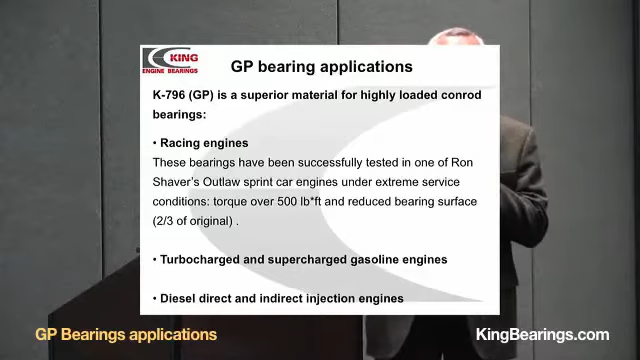 KING
ENGINE BEARINGS
GP bearing applications
K-796 (GP) is a superior material for highly loaded conrod
bearings:
• Racing engines
These bearings have been successfully tested in one of Ron
Shaver's Outlaw sprint car engines under extreme service
conditions: torque over 500 lb*ft and reduced bearing surface
(2/3 of original) .
• Turbocharged and supercharged gasoline engines
• Diesel direct and indirect injection engines
GP Bearings applications
KingBearings.com